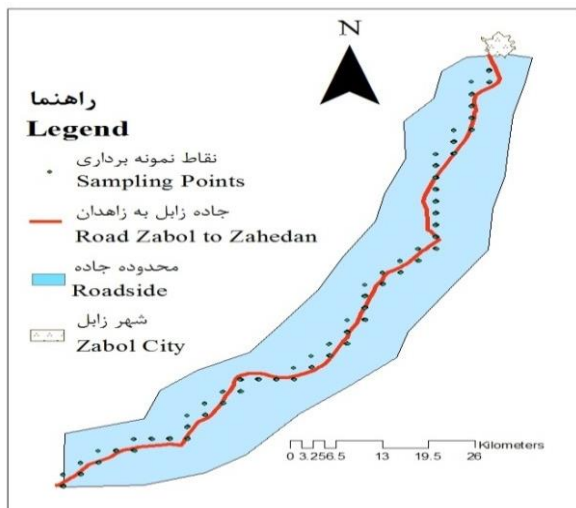 N
راهنما
Legend
نقاط نمونه برداری
Sampling Points
جاده زابل به زاهدان
Road Zabol to Zahedan
محدوده جاده
Roadside
شهر زابل
Zabol City
Kilometers
0 3.256.5 13 19.5 26